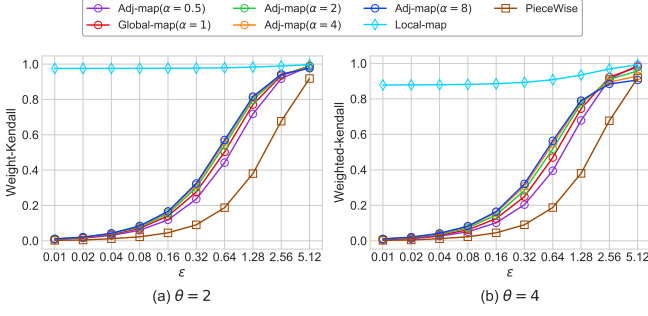 Adj-map(α = 0.5) Adj-map(α = 2) Adj-map(α = 8) PieceWise
Global-map(α = 1) Adj-map(α = 4) Local-map
Weight-Kendall
1.0
0.8
0.6
0.4
0.2
0.0
0.01 0.02 0.04 0.08 0.16 0.32 0.64 1.28 2.56 5.12
ε
(a) θ = 2
Weighted-kendall
1.0
0.8
0.6
0.4
0.2
0.0
0.01 0.02 0.04 0.08 0.16 0.32 0.64 1.28 2.56 5.12
ε
(b) θ = 4